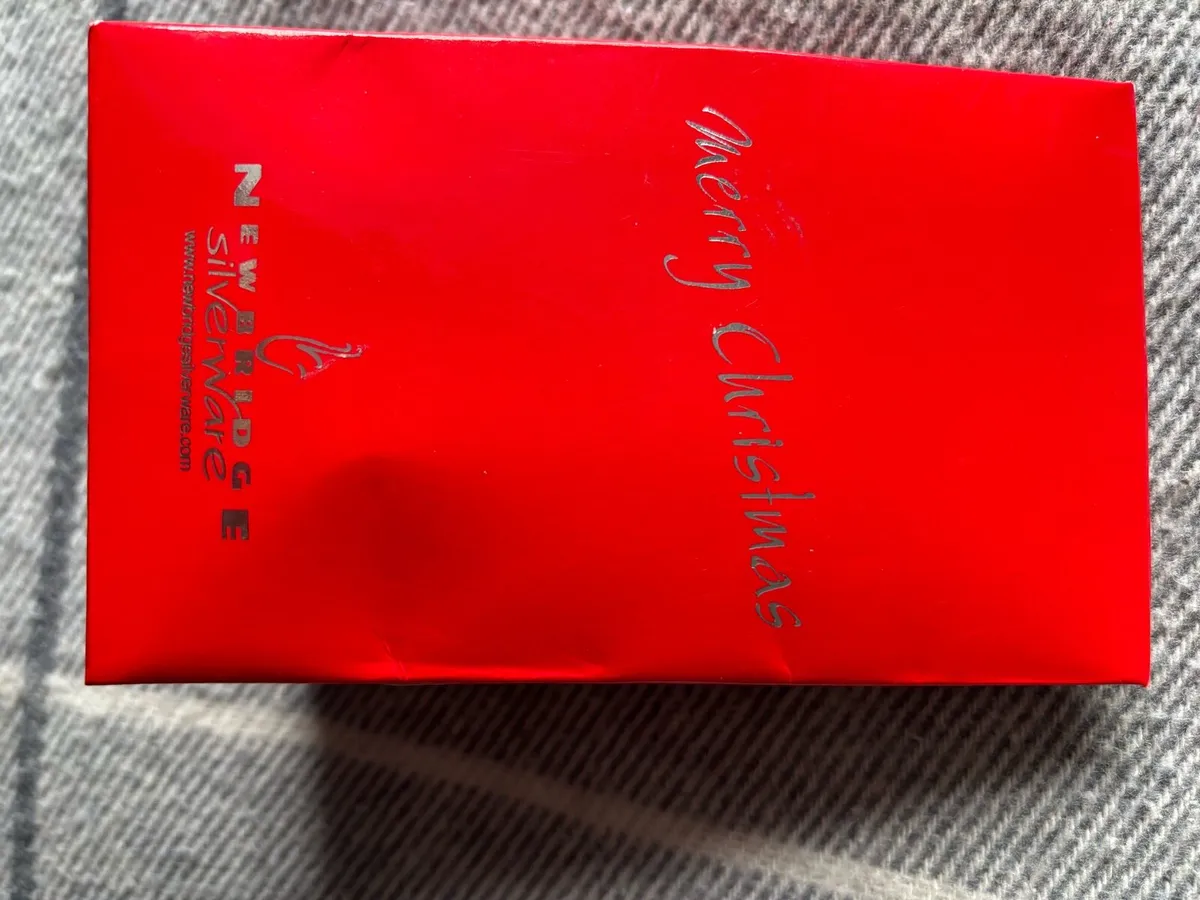 Merry Christmas
NEWBRIDGE
silverware
www.newbridgesilverware.com